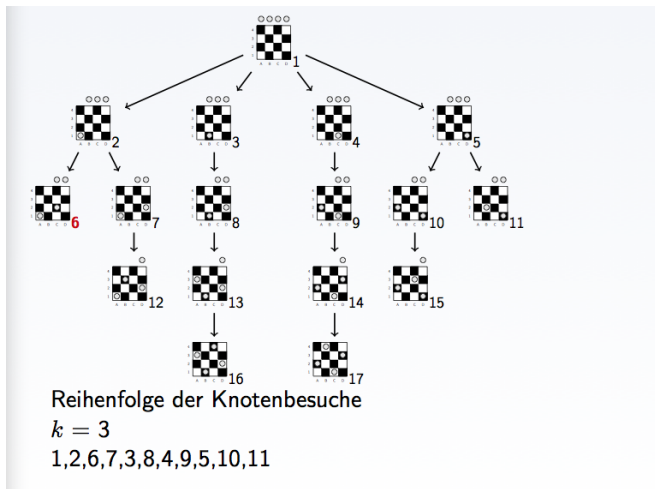 1
2 3 4 5
6 7 8 9 10 11
12 13 14 15
16 17
Reihenfolge der Knotenbesuche
k = 3
1,2,6,7,3,8,4,9,5,10,11